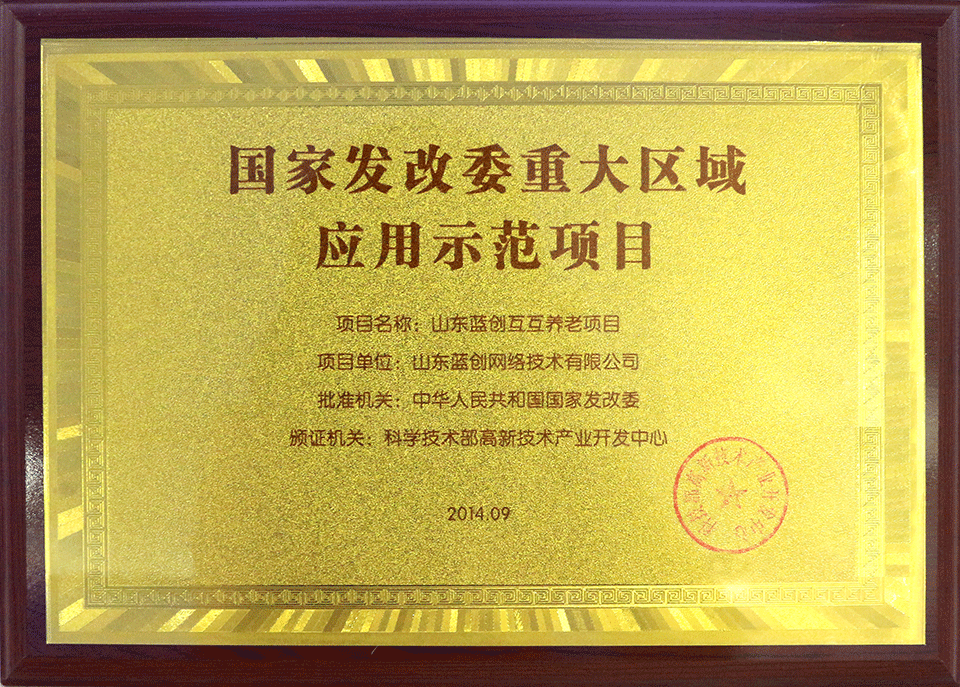 国家发改委重大区域
应用示范项目
项目名称：山东蓝创互互养老项目
项目单位：山东蓝创网络技术有限公司
批准机关：中华人民共和国国家发改委
颁证机关：科学技术部高新技术产业开发中心
2014.09